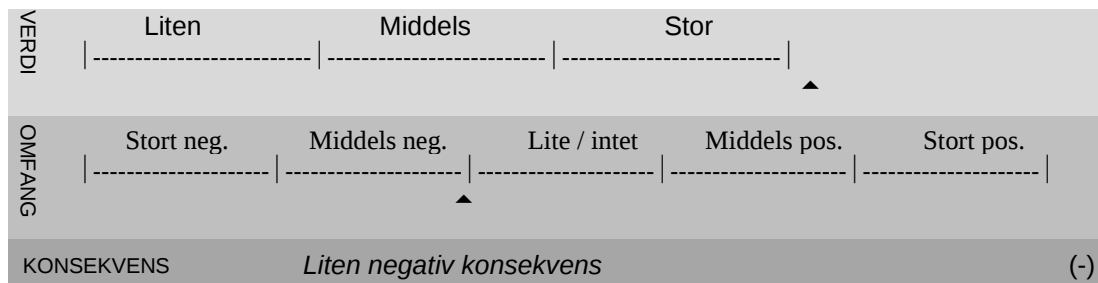 VERDI
Liten Middels Stor
|--------------------------|--------------------------|--------------------------|
OMFANG
Stort neg. Middels neg. Lite / intet Middels pos. Stort pos.
|---------------------|---------------------|---------------------|---------------------|---------------------|
KONSEKVENS Liten negativ konsekvens (-)